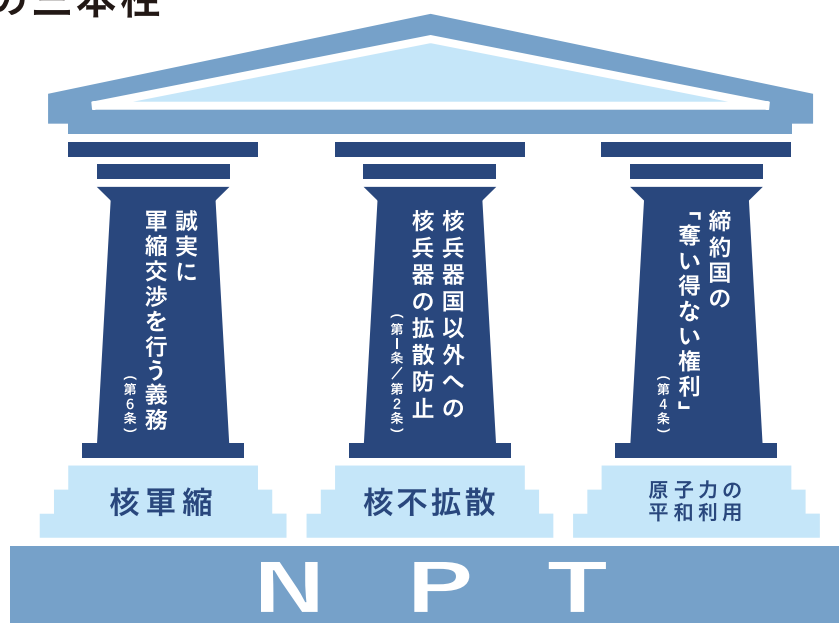 の三本柱
誠実に
軍縮交渉を行う義務
（第6条）
核兵器国以外への
核兵器の拡散防止
（第1条／第2条）
締約国の
「奪い得ない権利」
（第4条）
核軍縮
核不拡散
原子力の
平和利用
NPT